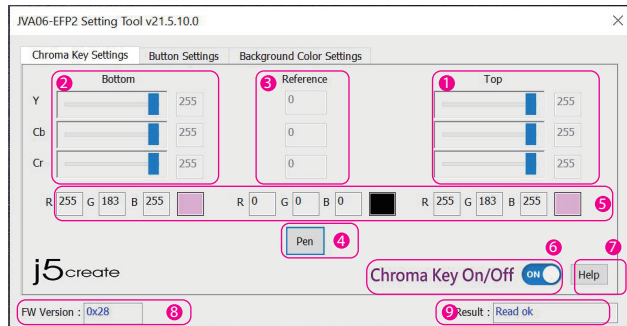 JVA06-EFP2 Setting Tool v21.5.10.0
Chroma Key Settings Button Settings Background Color Settings
2 Bottom 3 Reference 1 Top
Y 255 0 255
Cb 255 0 255
Cr 255 0 255
R 255 G 183 B 255 R 0 G 0 B 0 R 255 G 183 B 255 5
Pen 4
6 7
j5create Chroma Key On/Off ON Help
FW Version : 0x28 8 9 Result : Read ok